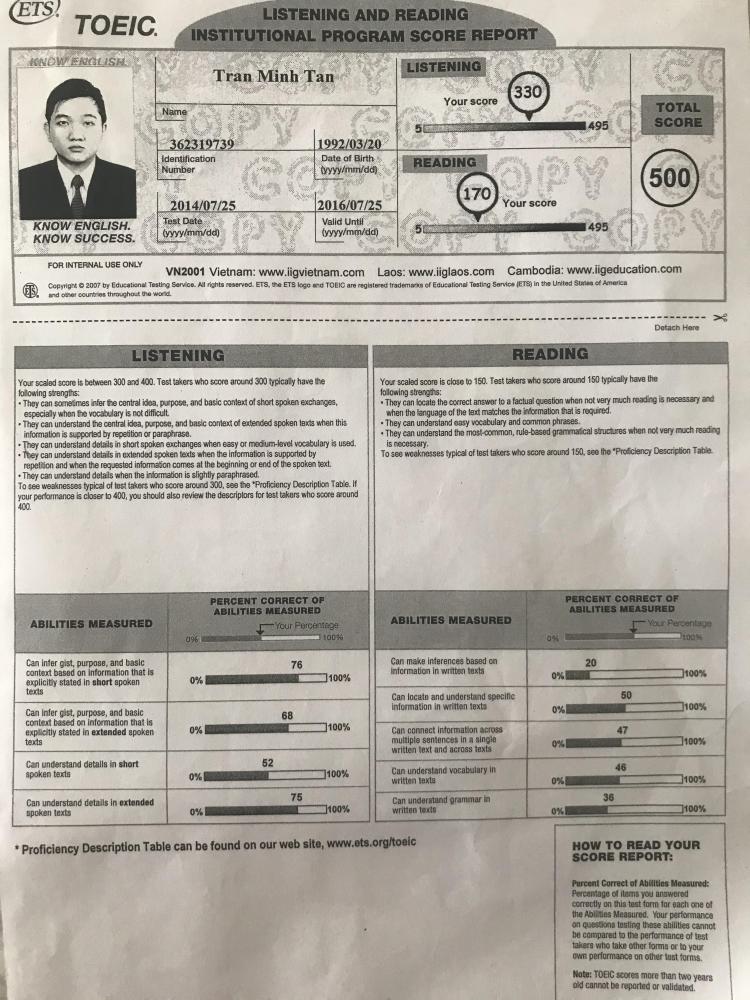 ETS!
TOEIC.
LISTENING AND READING
INSTITUTIONAL PROGRAM SCORE REPORT
KNOW ENGLISH.
Tran Minh Tan
Name
362319739
Identification
Number
1992/03/20
Date of Birth
(yyyy/mm/dd)
2014/07/25
Test Date
(yyyy/mm/dd)
2016/07/25
Valid Until
(yyyy/mm/dd)
KNOW ENGLISH.
KNOW SUCCESS.
LISTENING
Your score
330
5
495
READING
170
Your score
5
495
TOTAL
SCORE
500
COPY
FOR INTERNAL USE ONLY
VN2001 Vietnam: www.iigvietnam.com Laos: www.iiglaos.com Cambodia: www.iigeducation.com
ETS
Copyright © 2007 by Educational Testing Service. All rights reserved. ETS, the ETS logo and TOEIC are registered trademarks of Educational Testing Service (ETS) in the United States of America
and other countries throughout the world.
Detach Here
LISTENING
Your scaled score is between 300 and 400. Test takers who score around 300 typically have the
following strengths:
• They can sometimes infer the central idea, purpose, and basic context of short spoken exchanges,
especially when the vocabulary is not difficult.
• They can understand the central idea, purpose, and basic context of extended spoken texts when this
information is supported by repetition or paraphrase.
• They can understand details in short spoken exchanges when easy or medium-level vocabulary is used.
• They can understand details in extended spoken texts when the information is supported by
repetition and when the requested information comes at the beginning or end of the spoken text.
• They can understand details when the information is slightly paraphrased.
To see weaknesses typical of test takers who score around 300, see the *Proficiency Description Table. If
your performance is closer to 400, you should also review the descriptors for test takers who score around
400.
READING
Your scaled score is close to 150. Test takers who score around 150 typically have the
following strengths:
• They can locate the correct answer to a factual question when not very much reading is necessary and
when the language of the text matches the information that is required.
• They can understand easy vocabulary and common phrases.
• They can understand the most-common, rule-based grammatical structures when not very much reading
is necessary.
To see weaknesses typical of test takers who score around 150, see the *Proficiency Description Table.
ABILITIES MEASURED
PERCENT CORRECT OF
ABILITIES MEASURED
Your Percentage
0%
100%
Can infer gist, purpose, and basic
context based on information that is
explicitly stated in short spoken
texts
76
0%
100%
Can infer gist, purpose, and basic
context based on information that is
explicitly stated in extended spoken
texts
68
0%
100%
Can understand details in short
spoken texts
52
0%
100%
Can understand details in extended
spoken texts
75
0%
100%
ABILITIES MEASURED
PERCENT CORRECT OF
ABILITIES MEASURED
Your Percentage
0%
100%
Can make inferences based on
information in written texts
20
0%
100%
Can locate and understand specific
information in written texts
50
0%
100%
Can connect information across
multiple sentences in a single
written text and across texts
47
0%
100%
Can understand vocabulary in
written texts
46
0%
100%
Can understand grammar in
written texts
36
0%
100%
* Proficiency Description Table can be found on our web site, www.ets.org/toeic
HOW TO READ YOUR
SCORE REPORT:
Percent Correct of Abilities Measured:
Percentage of items you answered
correctly on this test form for each one of
the Abilities Measured. Your performance
on questions testing these abilities cannot
be compared to the performance of test
takers who take other forms or to your
own performance on other test forms.
Note: TOEIC scores more than two years
old cannot be reported or validated.